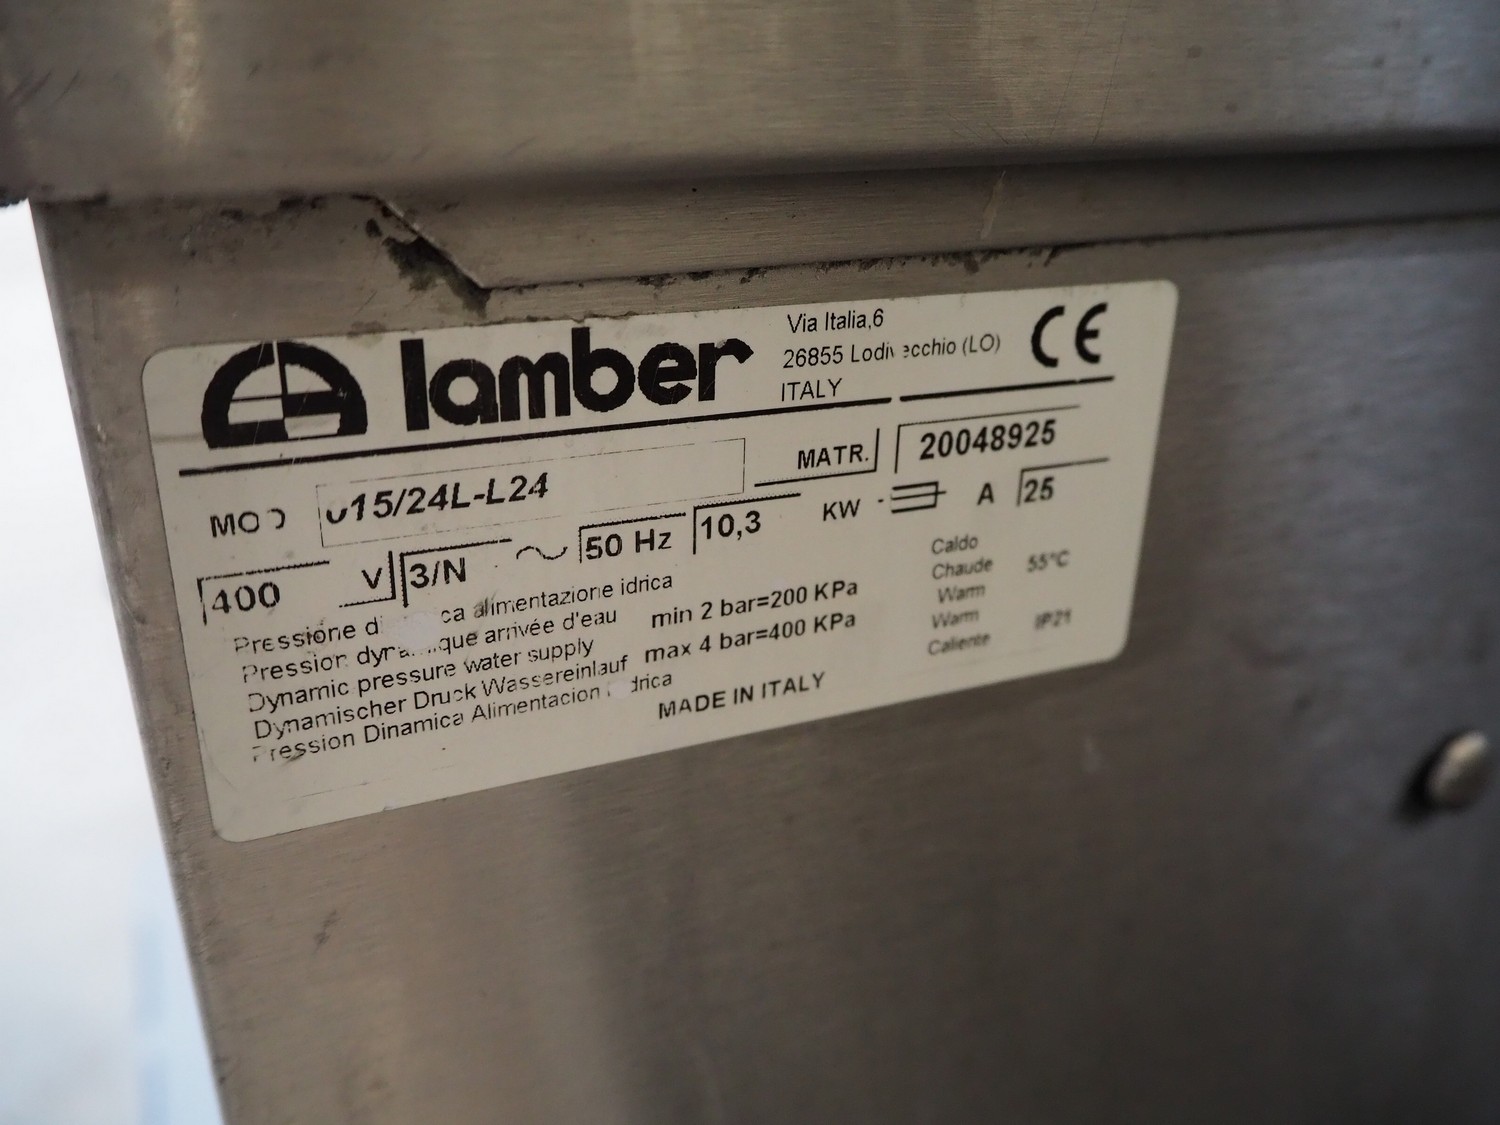 lamber
Via Italia,6
26855 Lodivecchio (LO)
ITALY
CE
MOD 015/24L-L24 MATR. 20048925
400 V 3/N ~ 50 Hz 10,3 KW A 25
Pressione dinamica alimentazione idrica
Pression dynamique arrivée d'eau
Dynamic pressure water supply
Dynamischer Druck Wassereinlauf
Pression Dinamica Alimentacion idrica
min 2 bar=200 KPa
max 4 bar=400 KPa
MADE IN ITALY
Caldo
Chaude 55°C
Warm
Warm IP21
Caliente